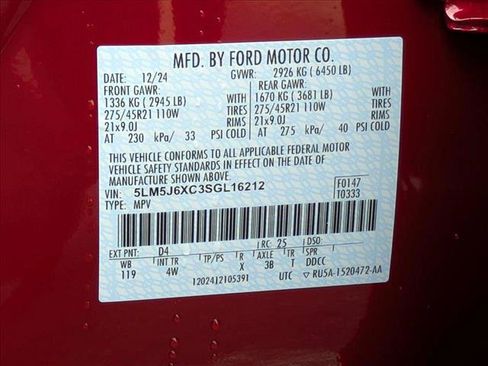 MFD. BY FORD MOTOR CO.
DATE: 12/24 GVWR: 2926 KG (6450 LB)
FRONT GAWR: REAR GAWR:
1336 KG (2945 LB) WITH 1670 KG (3681 LB) WITH
275/45R21 110W TIRES 275/45R21 110W TIRES
21x9.0J RIMS 21x9.0J RIMS
AT 230 kPa/ 33 PSI COLD AT 275 kPa/ 40 PSI COLD
THIS VEHICLE CONFORMS TO ALL APPLICABLE FEDERAL MOTOR
VEHICLE SAFETY STANDARDS IN EFFECT ON THE DATE OF
MANUFACTURE SHOWN ABOVE.
VIN: 5LM5J6XC3SGL16212 F0147
TYPE: MPV T0333
EXT PNT: D4 RC: 25 DSO:
WB INT TR TP/PS R AXLE TR SPR
119 4W X 3B T DDCC
1202412105391 UTC RU5A-1520472-AA